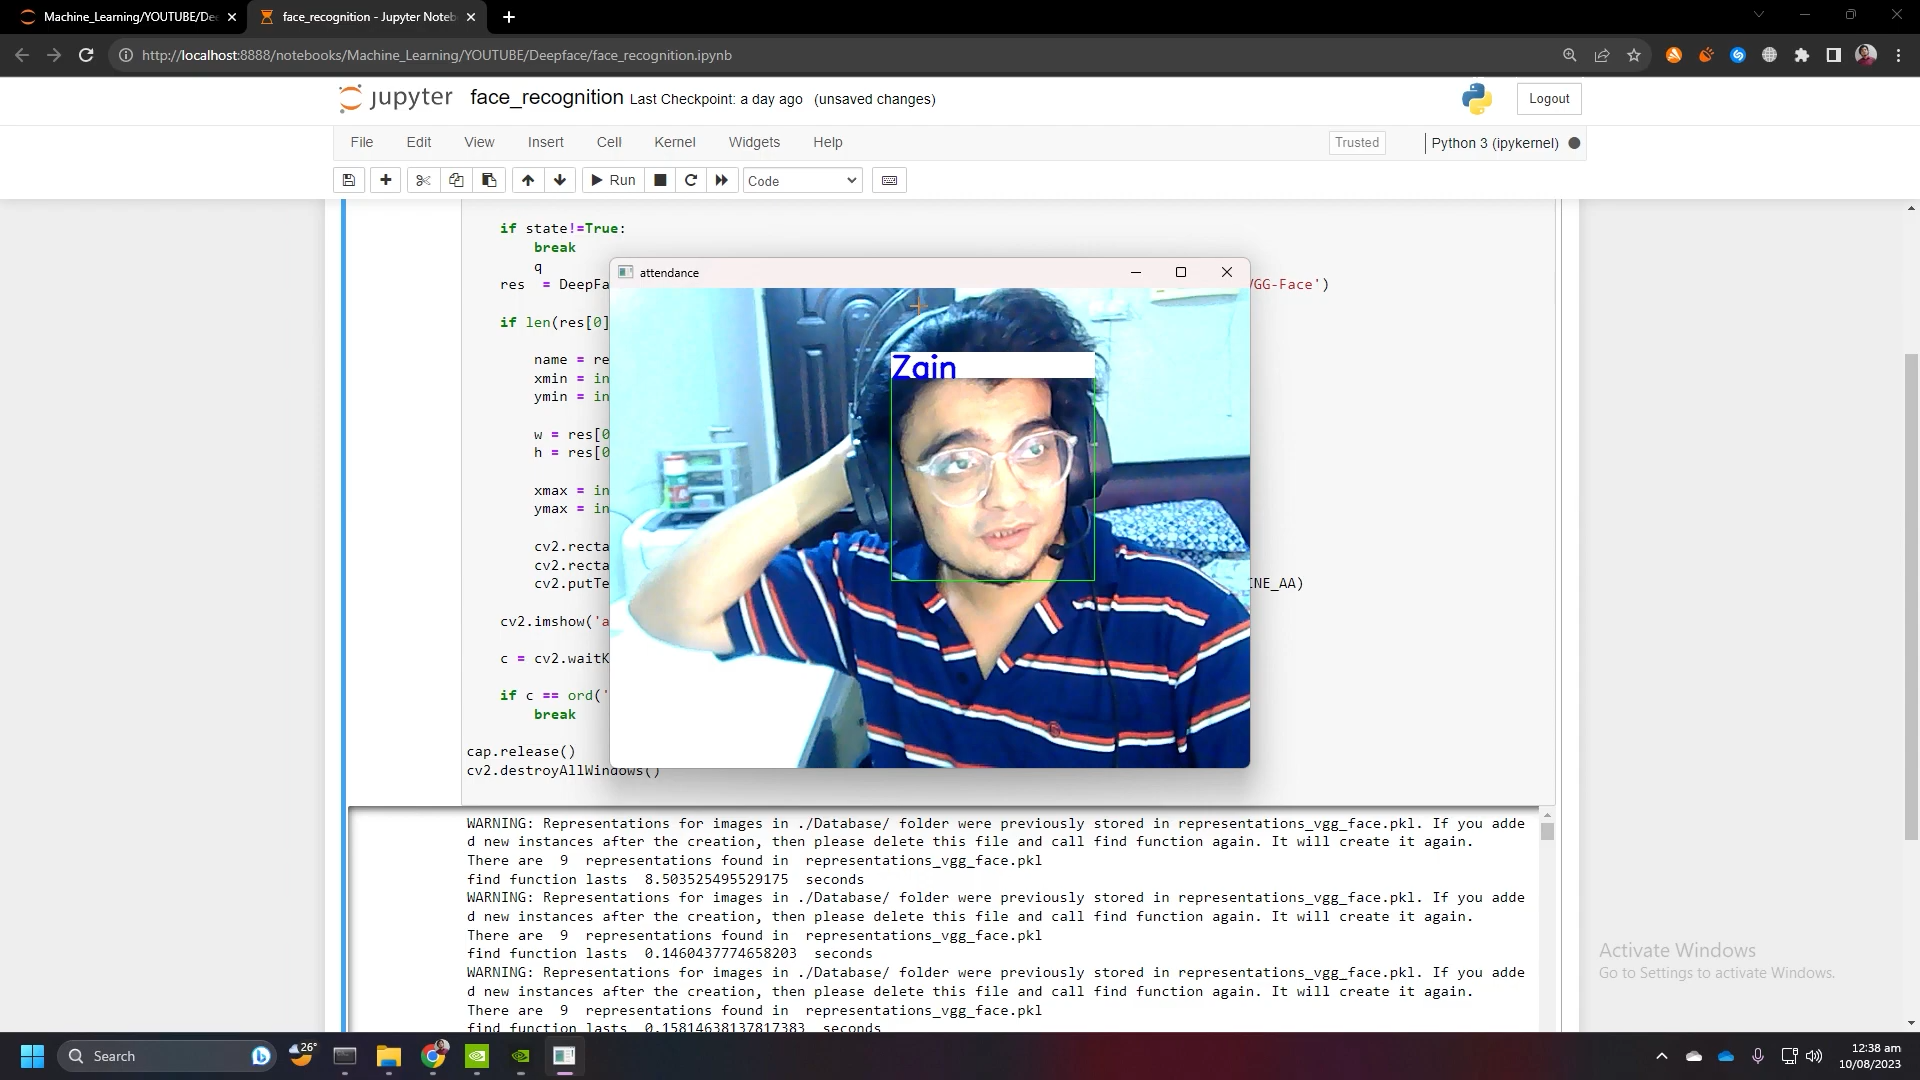 Machine_Learning/YOUTUBE/De
face_recognition - Jupyter Noteb
http://localhost:8888/notebooks/Machine_Learning/YOUTUBE/Deepface/face_recognition.ipynb
jupyter face_recognition Last Checkpoint: a day ago (unsaved changes)
Logout
File Edit View Insert Cell Kernel Widgets Help
Trusted
Python 3 (ipykernel)
Run
Code
if state!=True:
break
q
res = DeepFa
GG-Face')
if len(res[0]
name = re
xmin = in
ymin = in
w = res[0
h = res[0
xmax = in
ymax = in
cv2.recta
cv2.recta
cv2.putTe
INE_AA)
cv2.imshow('a
c = cv2.waitK
if c == ord('
break
cap.release()
cv2.destroyAllWindows()
attendance
Zain
WARNING: Representations for images in ./Database/ folder were previously stored in representations_vgg_face.pkl. If you adde
d new instances after the creation, then please delete this file and call find function again. It will create it again.
There are 9 representations found in representations_vgg_face.pkl
find function lasts 8.503525495529175 seconds
WARNING: Representations for images in ./Database/ folder were previously stored in representations_vgg_face.pkl. If you adde
d new instances after the creation, then please delete this file and call find function again. It will create it again.
There are 9 representations found in representations_vgg_face.pkl
find function lasts 0.1460437774658203 seconds
WARNING: Representations for images in ./Database/ folder were previously stored in representations_vgg_face.pkl. If you adde
d new instances after the creation, then please delete this file and call find function again. It will create it again.
There are 9 representations found in representations_vgg_face.pkl
find function lasts 0.15814638137817383 seconds
Activate Windows
Go to Settings to activate Windows.
Search
26°
12:38 am
10/08/2023